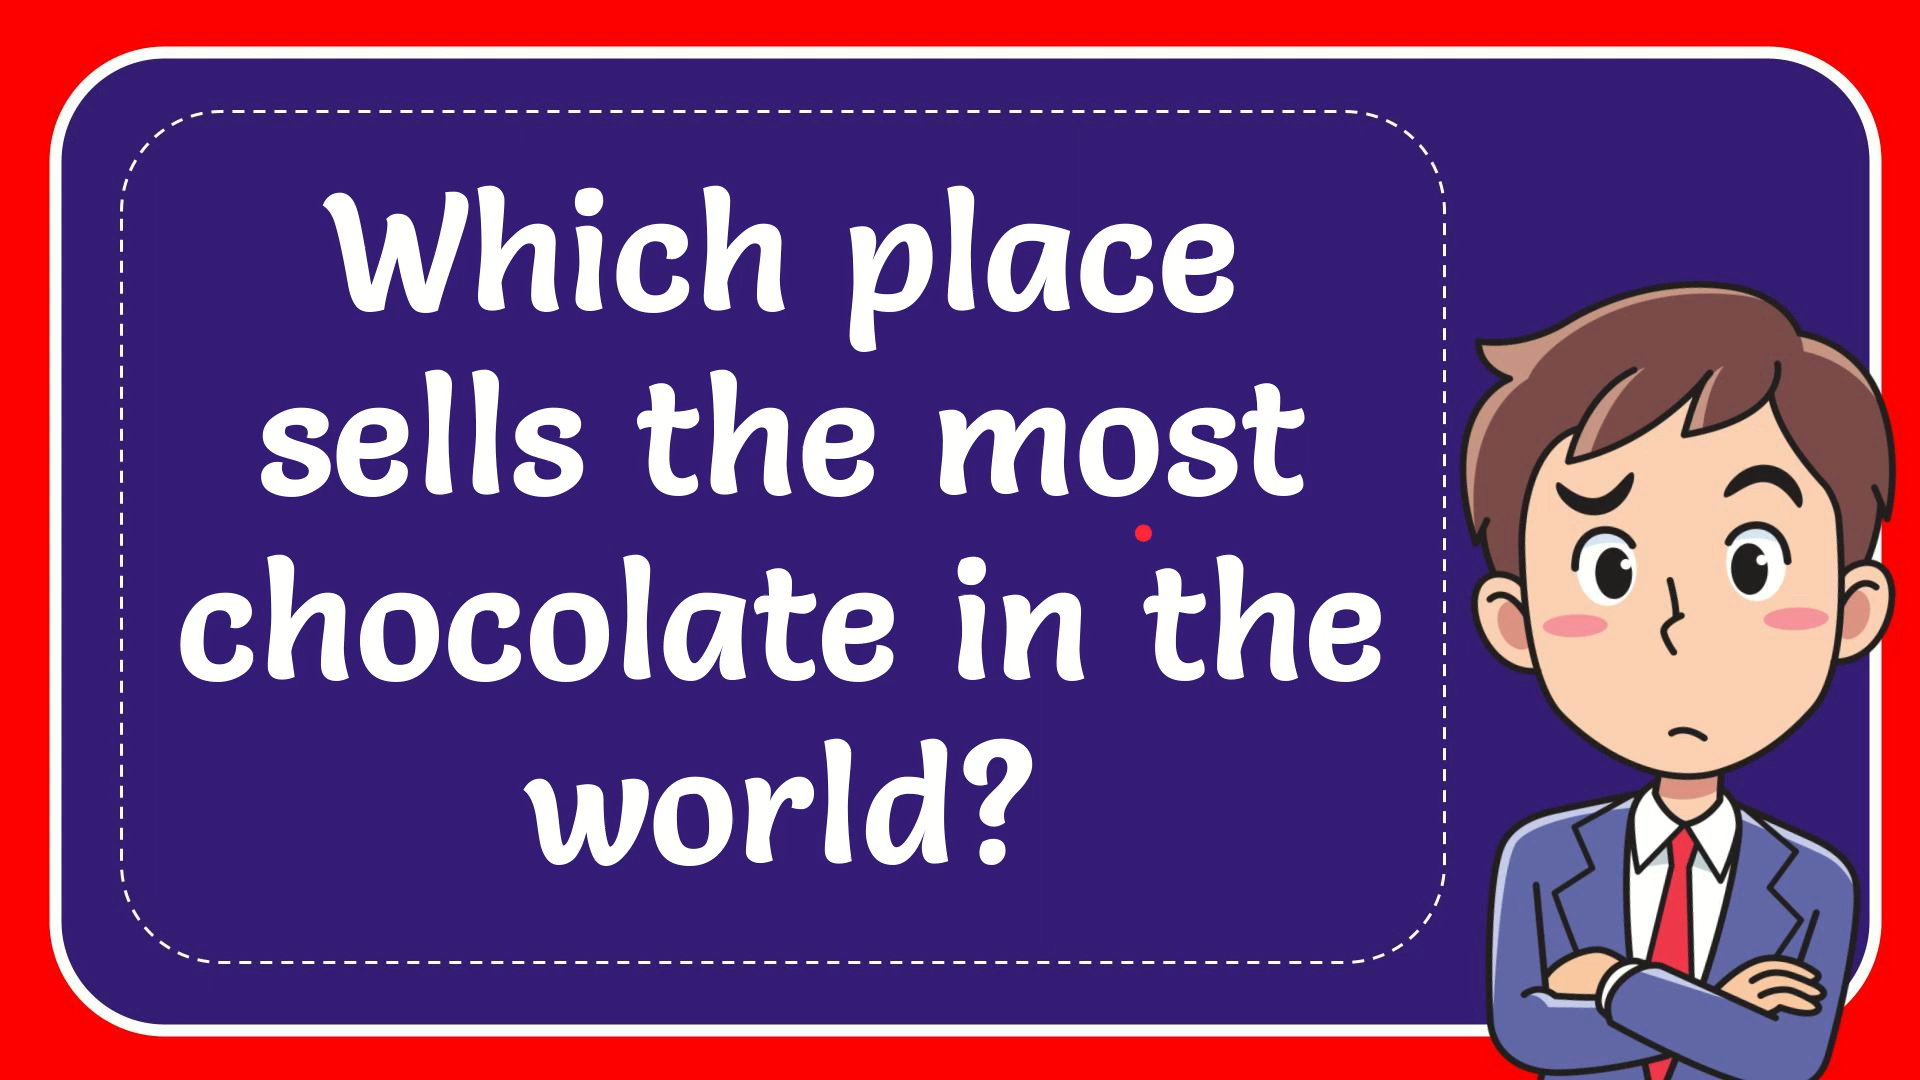 Which place
sells the most
chocolate in the
world?